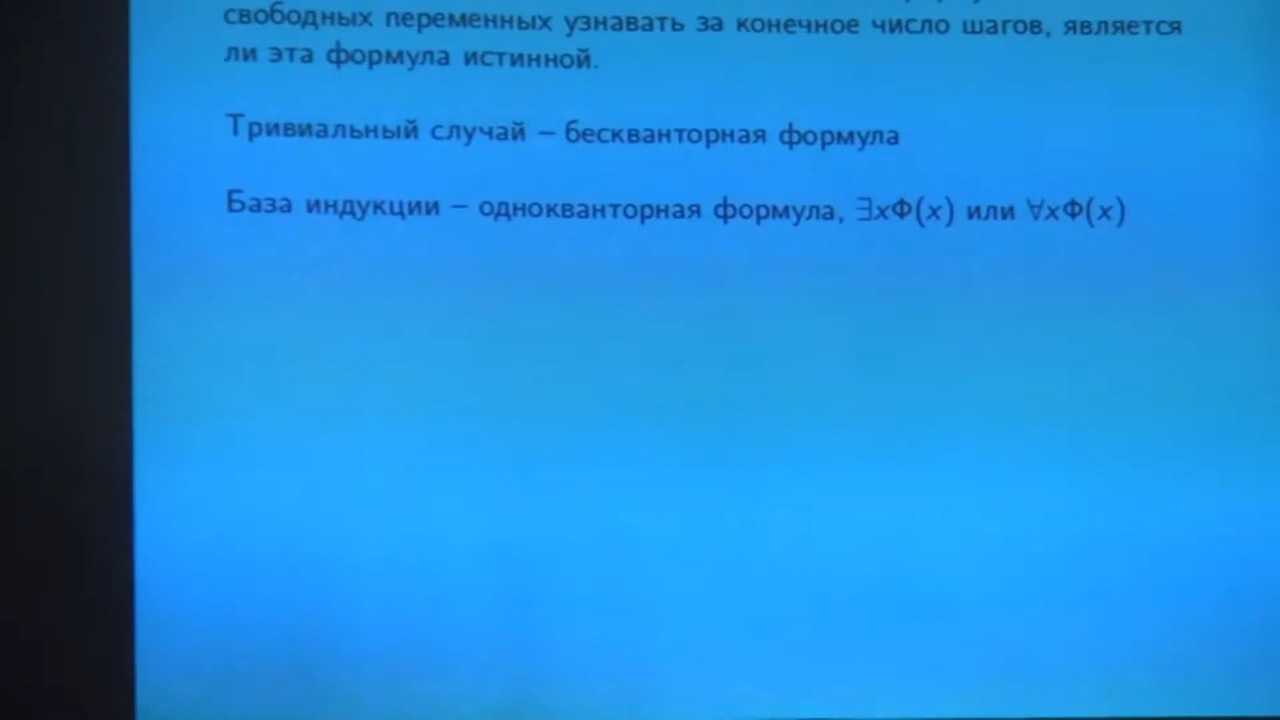 свободных переменных узнавать за конечное число шагов, является
ли эта формула истинной.
Тривиальный случай – бескванторная формула
База индукции – однокванторная формула, ∃xΦ(x) или ∀xΦ(x)